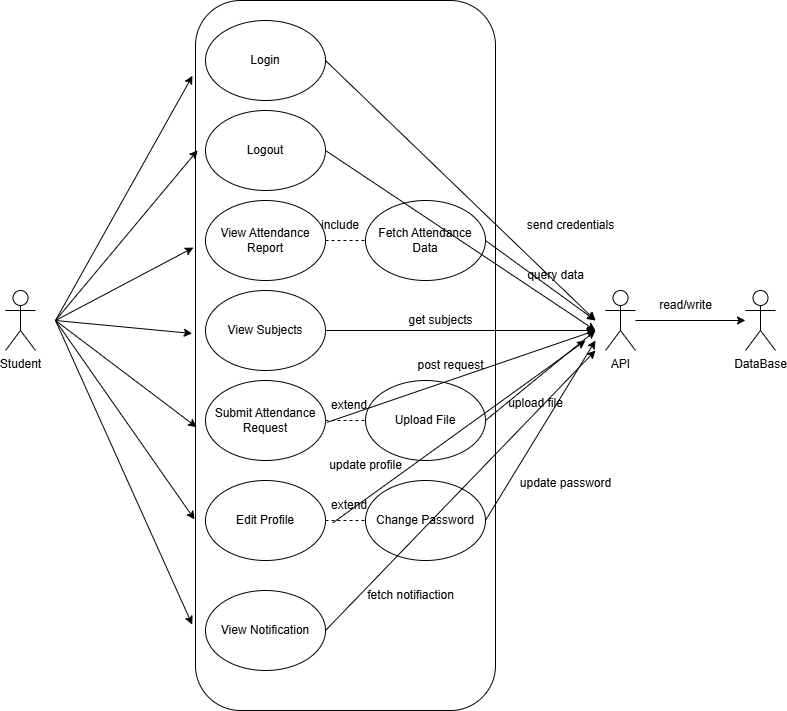 Login
Logout
send credentials
include
View Attendance
Report
Fetch Attendance
Data
query data
read/write
View Subjects
get subjects
Student
API
DataBase
post request
Submit Attendance
Request
extend
Upload File
upload file
update profile
update password
extend
Edit Profile
Change Password
fetch notifiaction
View Notification